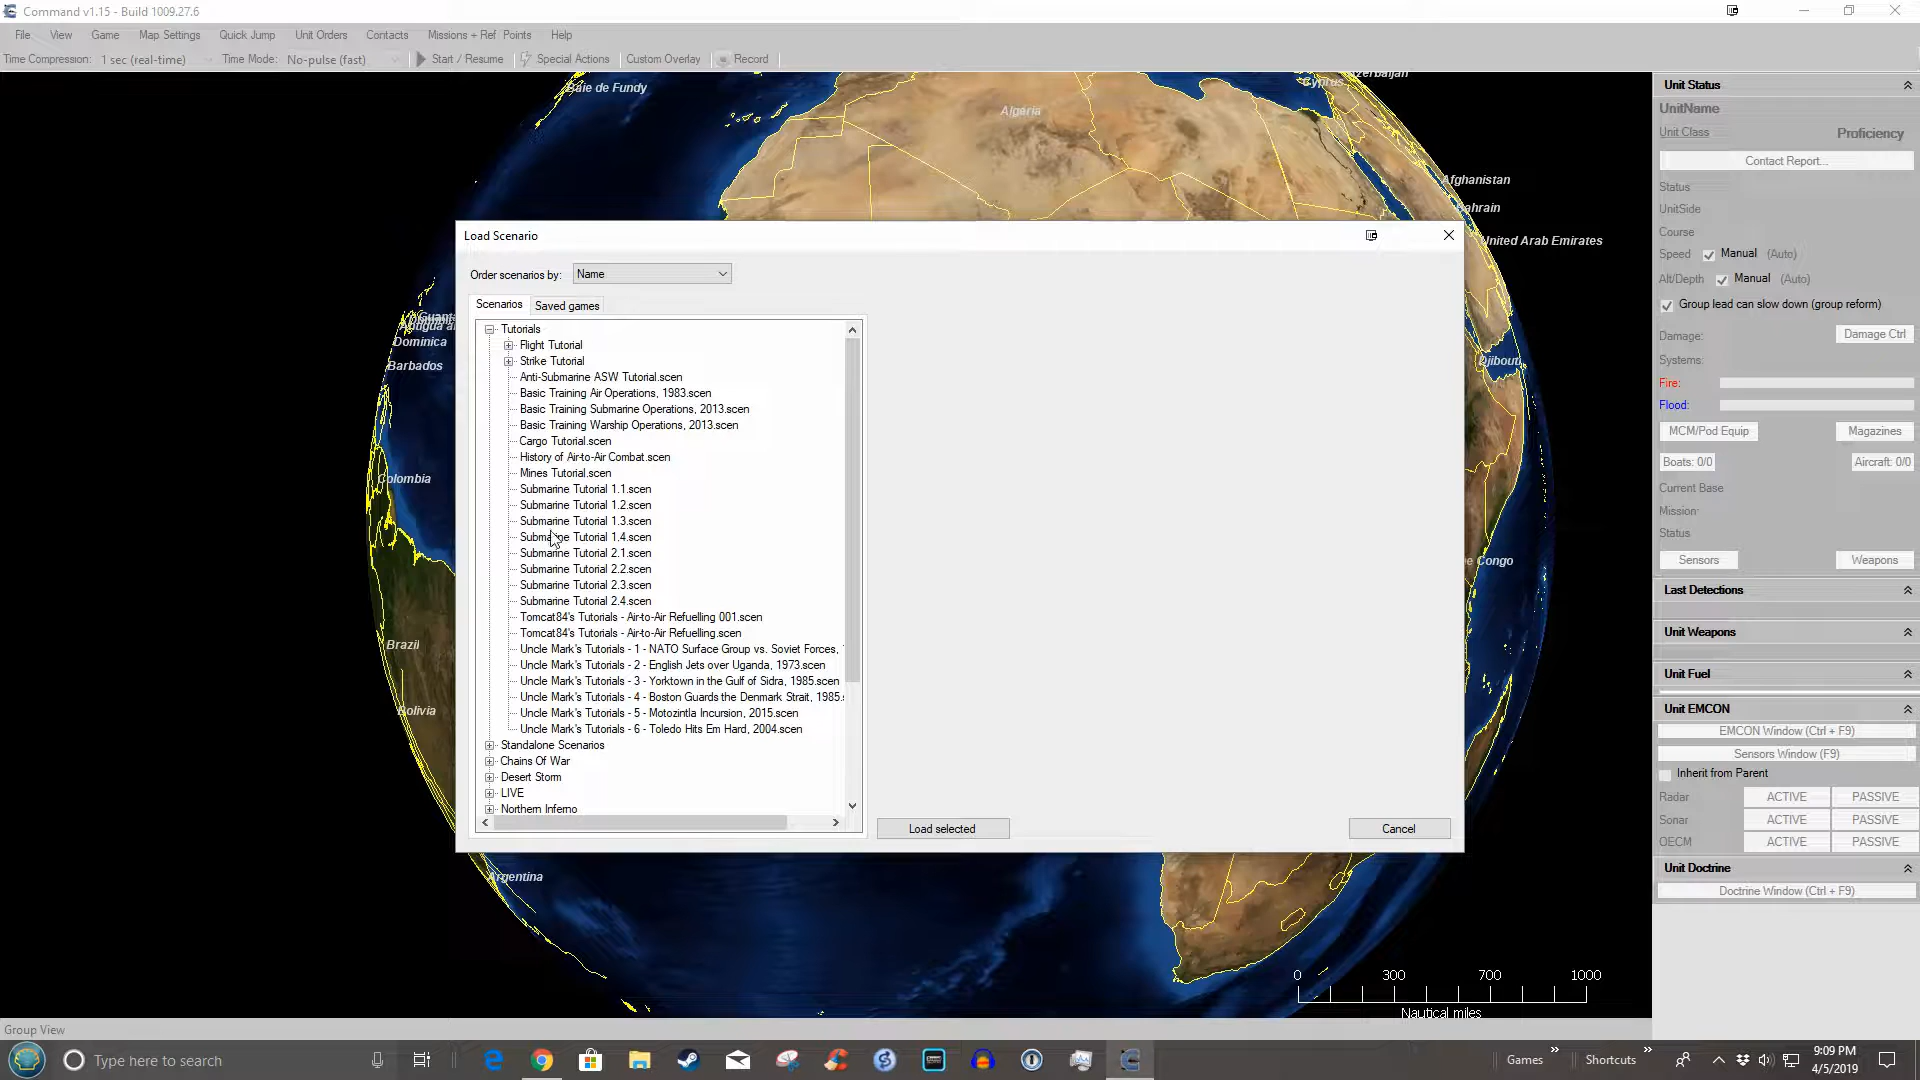 Command v1.15 - Build 1009.27.6
File View Game Map Settings Quick Jump Unit Orders Contacts Missions + Ref Points Help
Time Compression: 1 sec (real-time) Time Mode: No-pulse (fast) Start / Resume Special Actions Custom Overlay Record
Baie de Fundy
Azerbaijan
Cyprus
Algeria
Afghanistan
Bahrain
United Arab Emirates
Dominica
Barbados
Djibouti
Colombia
Congo
Brazil
Bolivia
Argentina
Load Scenario
Order scenarios by: Name
Scenarios Saved games
Tutorials
Flight Tutorial
Strike Tutorial
Anti-Submarine ASW Tutorial.scen
Basic Training Air Operations, 1983.scen
Basic Training Submarine Operations, 2013.scen
Basic Training Warship Operations, 2013.scen
Cargo Tutorial.scen
History of Air-to-Air Combat.scen
Mines Tutorial.scen
Submarine Tutorial 1.1.scen
Submarine Tutorial 1.2.scen
Submarine Tutorial 1.3.scen
Submarine Tutorial 1.4.scen
Submarine Tutorial 2.1.scen
Submarine Tutorial 2.2.scen
Submarine Tutorial 2.3.scen
Submarine Tutorial 2.4.scen
Tomcat84's Tutorials - Air-to-Air Refuelling 001.scen
Tomcat84's Tutorials - Air-to-Air Refuelling.scen
Uncle Mark's Tutorials - 1 - NATO Surface Group vs. Soviet Forces,
Uncle Mark's Tutorials - 2 - English Jets over Uganda, 1973.scen
Uncle Mark's Tutorials - 3 - Yorktown in the Gulf of Sidra, 1985.scen
Uncle Mark's Tutorials - 4 - Boston Guards the Denmark Strait, 1985.
Uncle Mark's Tutorials - 5 - Motozintla Incursion, 2015.scen
Uncle Mark's Tutorials - 6 - Toledo Hits Em Hard, 2004.scen
Standalone Scenarios
Chains Of War
Desert Storm
LIVE
Northern Inferno
Load selected
Cancel
0 300 700 1000
Nautical miles
Unit Status
UnitName
Unit Class Proficiency
Contact Report...
Status
UnitSide
Course
Speed Manual (Auto)
Alt/Depth Manual (Auto)
Group lead can slow down (group reform)
Damage: Damage Ctrl
Systems:
Fire:
Flood:
MCM/Pod Equip Magazines
Boats: 0/0 Aircraft: 0/0
Current Base
Mission:
Status
Sensors Weapons
Last Detections
Unit Weapons
Unit Fuel
Unit EMCON
EMCON Window (Ctrl + F9)
Sensors Window (F9)
Inherit from Parent
Radar ACTIVE PASSIVE
Sonar ACTIVE PASSIVE
OECM ACTIVE PASSIVE
Unit Doctrine
Doctrine Window (Ctrl + F9)
Group View
Type here to search
Games
Shortcuts
9:09 PM
4/5/2019